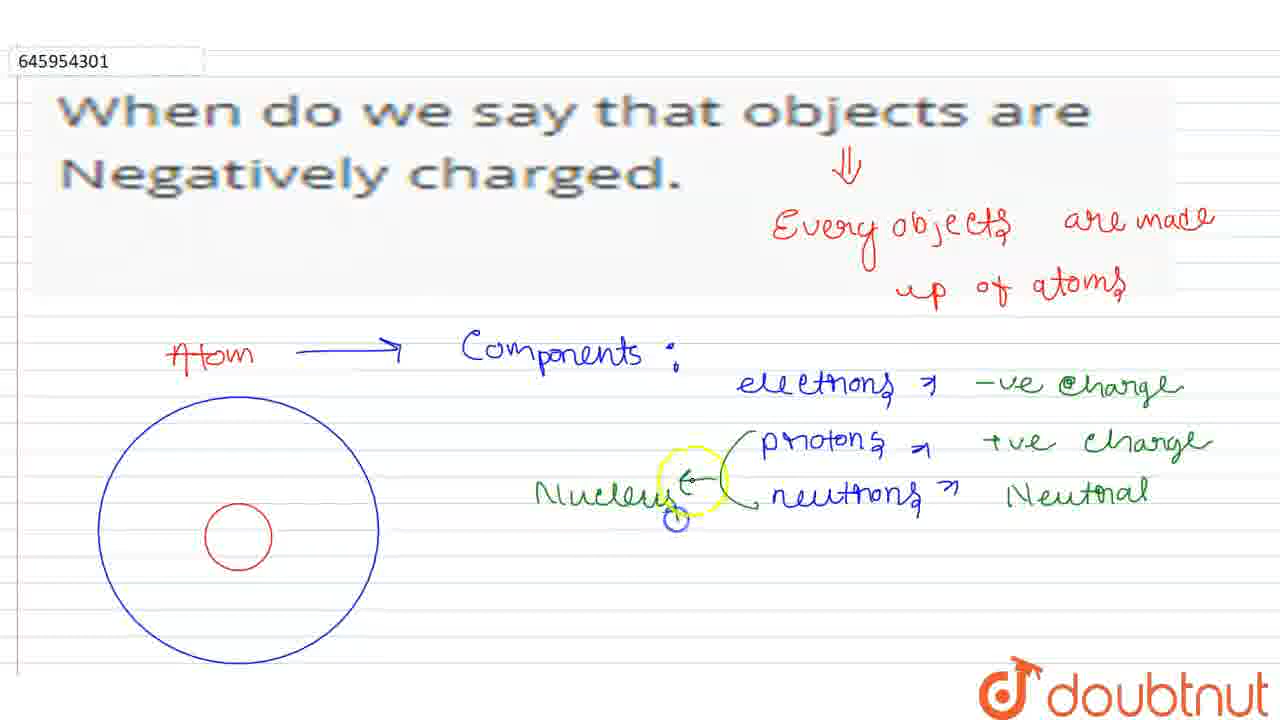 645954301
When do we say that objects are
Negatively charged.
⇓
Every objects are made
up of atoms
Atom → Components :
electrons → -ve charge
protons → +ve charge
Nucleus ← neutrons → Neutral
doubtnut